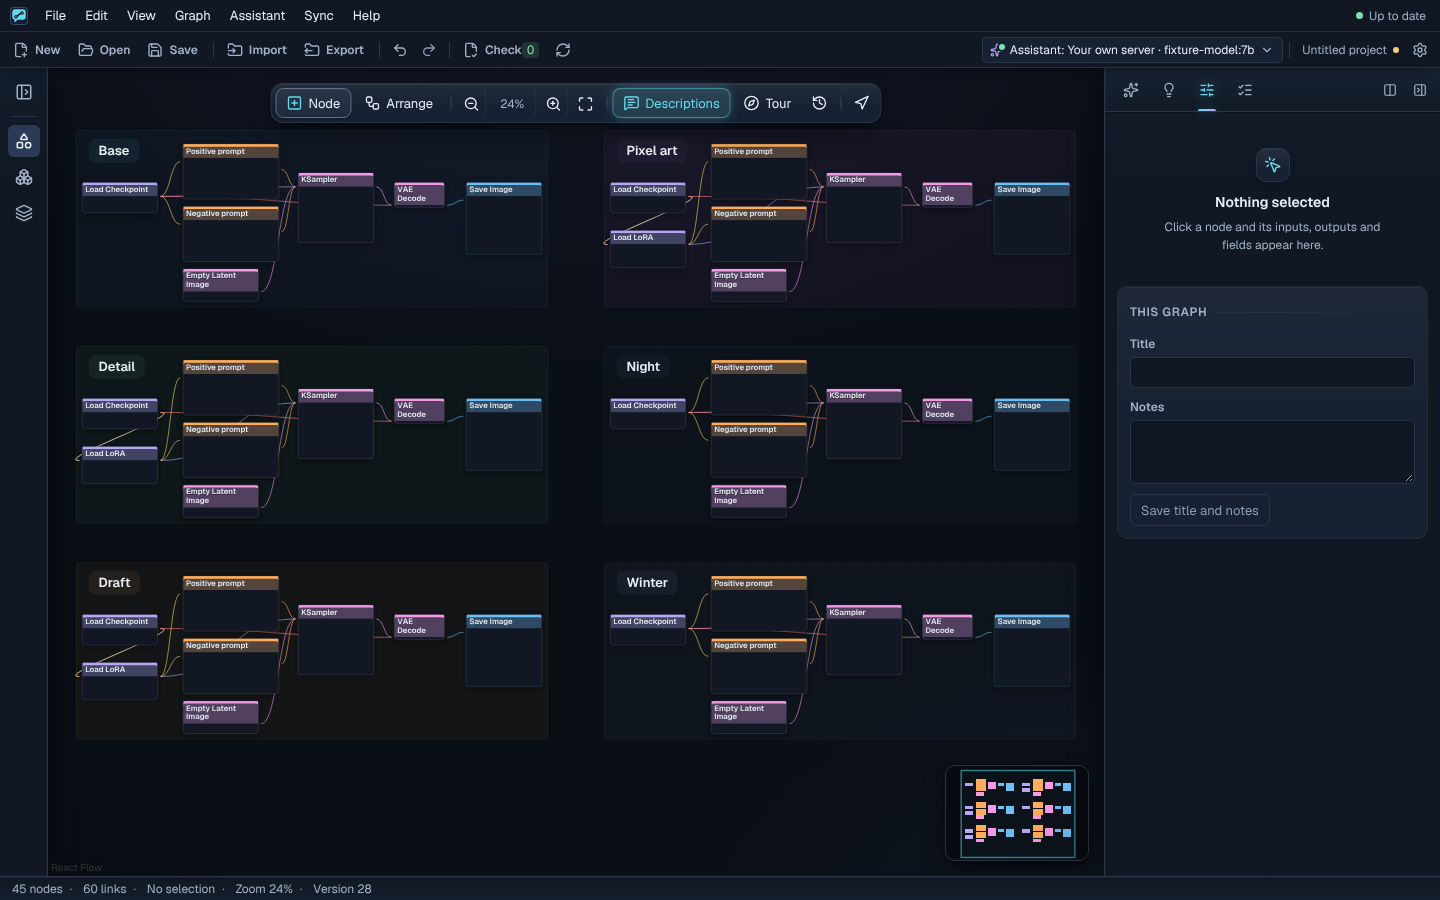 File Edit View Graph Assistant Sync Help
Up to date
New Open Save Import Export Check 0
Assistant: Your own server · fixture-model:7b
Untitled project
Node Arrange 24% Descriptions Tour
Base
Positive prompt
Load Checkpoint
KSampler
VAE
Decode
Save Image
Negative prompt
Empty Latent
Image
Pixel art
Positive prompt
Load Checkpoint
KSampler
VAE
Decode
Save Image
Negative prompt
Load LoRA
Empty Latent
Image
Detail
Positive prompt
Load Checkpoint
KSampler
VAE
Decode
Save Image
Negative prompt
Load LoRA
Empty Latent
Image
Night
Positive prompt
Load Checkpoint
KSampler
VAE
Decode
Save Image
Negative prompt
Empty Latent
Image
Draft
Positive prompt
Load Checkpoint
KSampler
VAE
Decode
Save Image
Negative prompt
Load LoRA
Empty Latent
Image
Winter
Positive prompt
Load Checkpoint
KSampler
VAE
Decode
Save Image
Negative prompt
Empty Latent
Image
Nothing selected
Click a node and its inputs, outputs and
fields appear here.
THIS GRAPH
Title
Notes
Save title and notes
React Flow
45 nodes · 60 links · No selection · Zoom 24% · Version 28